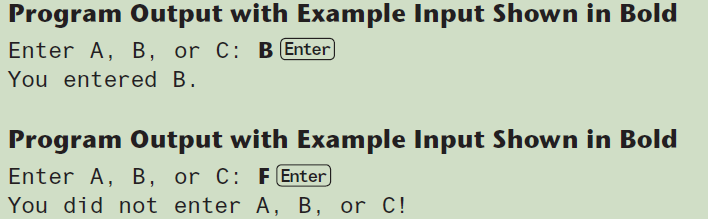 Program Output with Example Input Shown in Bold
Enter A, B, or C: B Enter
You entered B.
Program Output with Example Input Shown in Bold
Enter A, B, or C: F Enter
You did not enter A, B, or C!